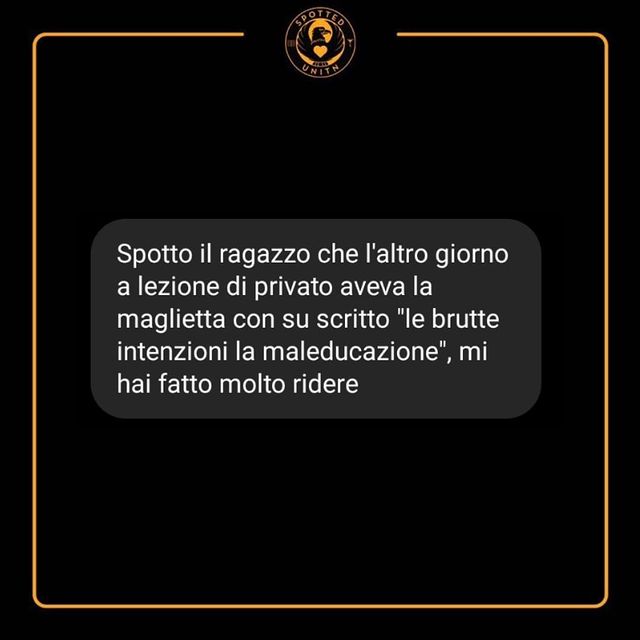 SPOTTED
UNITN
Spotto il ragazzo che l'altro giorno
a lezione di privato aveva la
maglietta con su scritto "le brutte
intenzioni la maleducazione", mi
hai fatto molto ridere